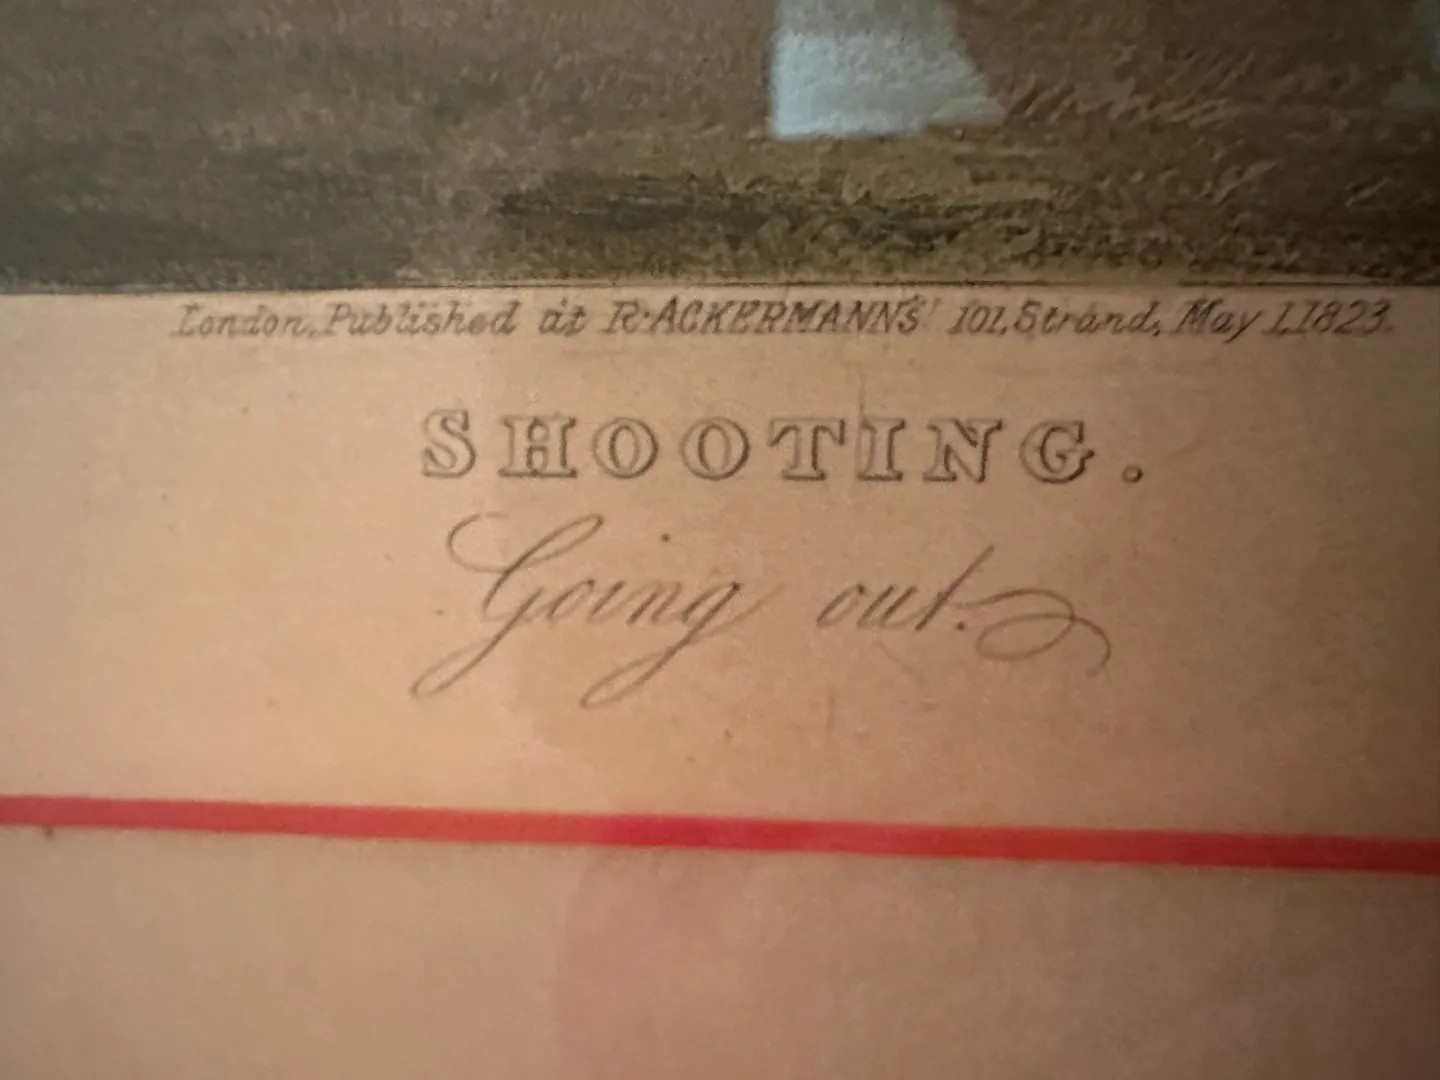 London, Published at R. ACKERMANN'S 101, Strand, May 1, 1823.
SHOOTING.
Going out.